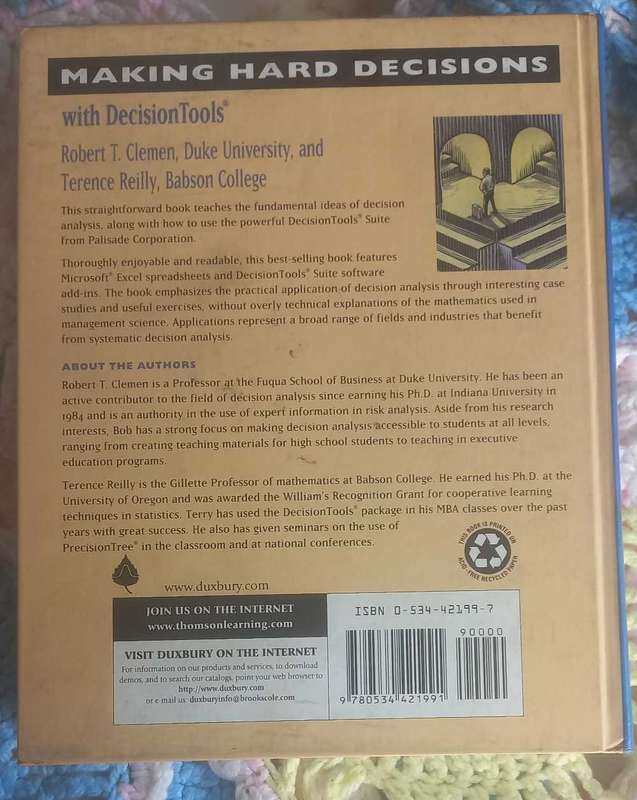 MAKING HARD DECISIONS
with DecisionTools®
Robert T. Clemen, Duke University, and
Terence Reilly, Babson College
This straightforward book teaches the fundamental ideas of decision
analysis, along with how to use the powerful DecisionTools® Suite
from Palisade Corporation.
Thoroughly enjoyable and readable, this best-selling book features
Microsoft® Excel spreadsheets and DecisionTools® Suite software
add-ins. The book emphasizes the practical application of decision analysis through interesting case
studies and useful exercises, without overly technical explanations of the mathematics used in
management science. Applications represent a broad range of fields and industries that benefit
from systematic decision analysis.
ABOUT THE AUTHORS
Robert T. Clemen is a Professor at the Fuqua School of Business at Duke University. He has been an
active contributor to the field of decision analysis since earning his Ph.D. at Indiana University in
1984 and is an authority in the use of expert information in risk analysis. Aside from his research
interests, Bob has a strong focus on making decision analysis accessible to students at all levels,
ranging from creating teaching materials for high school students to teaching in executive
education programs.
Terence Reilly is the Gillette Professor of mathematics at Babson College. He earned his Ph.D. at the
University of Oregon and was awarded the William's Recognition Grant for cooperative learning
techniques in statistics. Terry has used the DecisionTools® package in his MBA classes over the past
years with great success. He also has given seminars on the use of
PrecisionTree® in the classroom and at national conferences.
THIS BOOK IS PRINTED ON
ACID-FREE RECYCLED PAPER
www.duxbury.com
JOIN US ON THE INTERNET
www.thomsonlearning.com
VISIT DUXBURY ON THE INTERNET
For information on our products and services, to download
demos, and to search our catalogs, point your web browser to
http://www.duxbury.com
or e-mail us: duxburyinfo@brookscole.com
ISBN 0-534-42199-7
90000
9 780534 421991